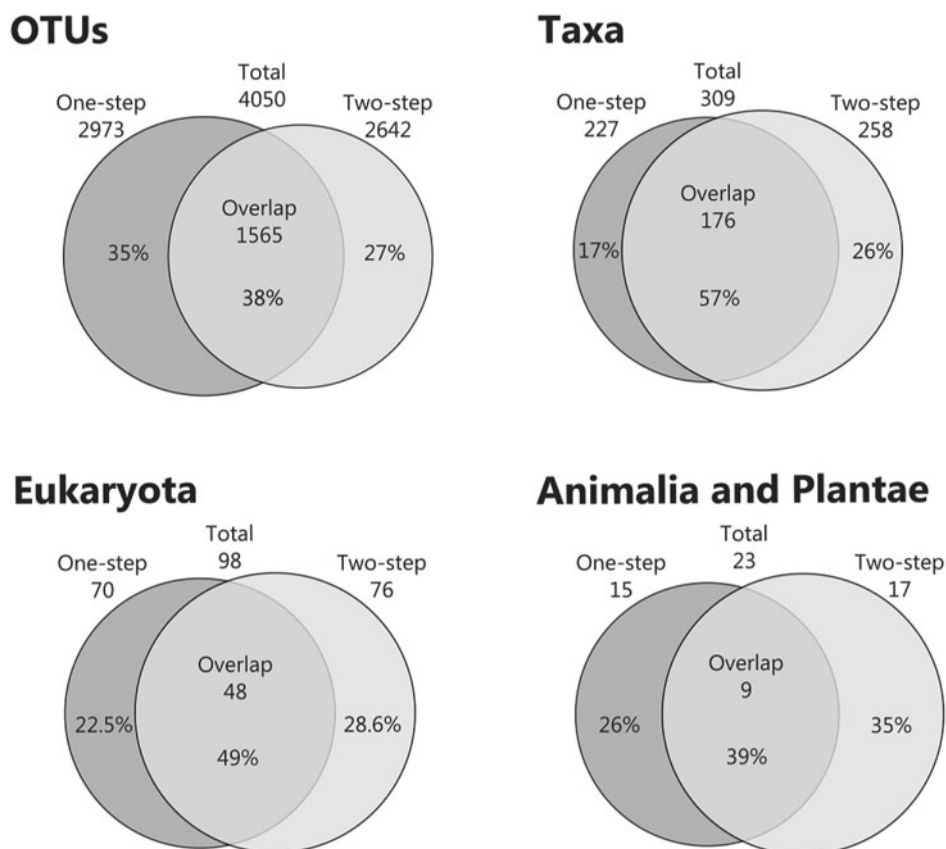 OTUs
Total
4050
One-step
2973
Two-step
2642
Overlap
1565
35%
27%
38%
Taxa
Total
309
One-step
227
Two-step
258
Overlap
176
17%
26%
57%
Eukaryota
Total
98
One-step
70
Two-step
76
Overlap
48
22.5%
28.6%
49%
Animalia and Plantae
Total
23
One-step
15
Two-step
17
Overlap
9
26%
35%
39%